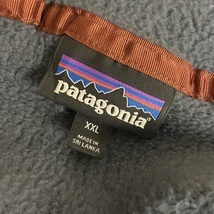 patagonia
XXL
MADE IN
SRI LANKA